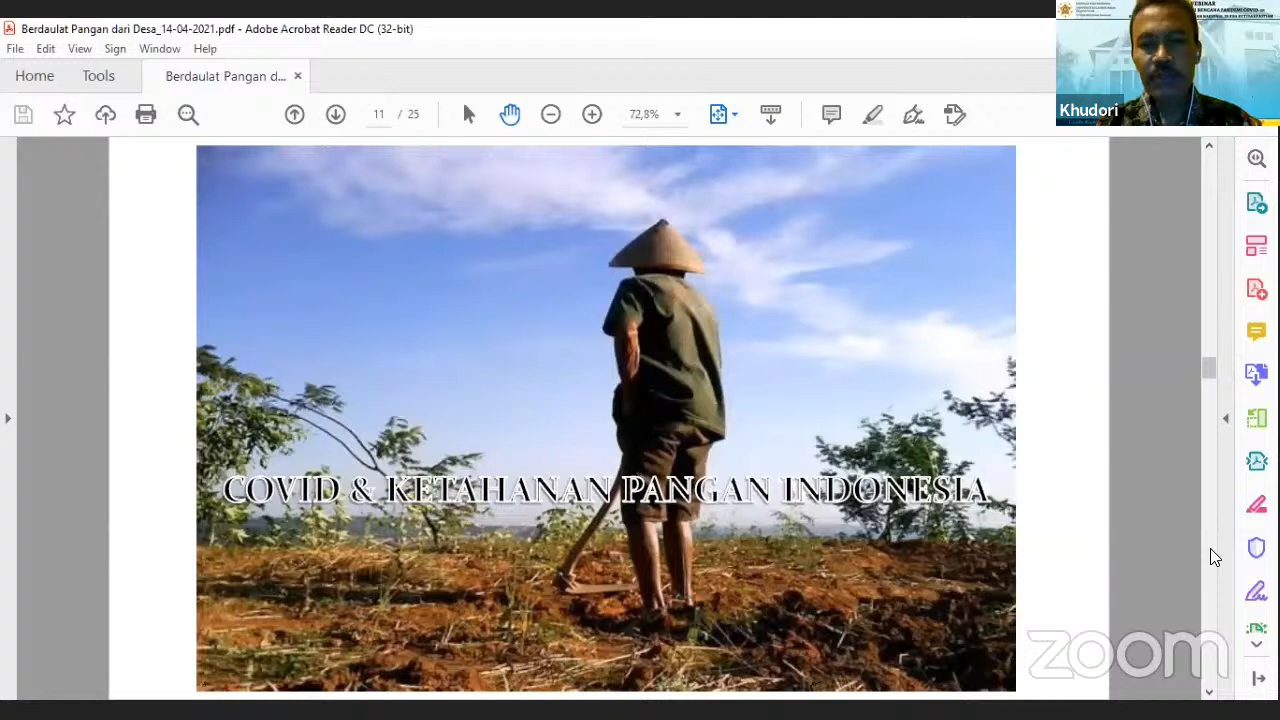 Berdaulat Pangan dari Desa_14-04-2021.pdf - Adobe Acrobat Reader DC (32-bit)
File Edit View Sign Window Help
Home Tools Berdaulat Pangan d... ×
11 / 25 72,8%
Khudori
COVID & KETAHANAN PANGAN INDONESIA
zoom